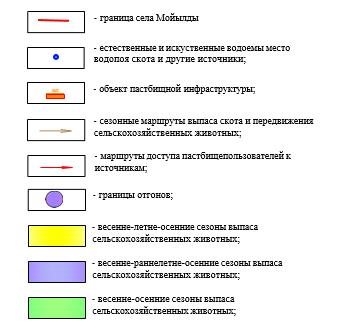 - граница села Мойылды
- естественные и искуственные водоемы место
водопоя скота и другие источники;
- объект пастбищной инфраструктуры;
- сезонные маршруты выпаса скота и передвижения
сельскохозяйственных животных;
- маршруты доступа пастбищепользователей к
источникам;
- границы отгонов;
- весенне-летне-осенние сезоны выпаса
сельскохозяйственных животных;
- весенне-раннелетне-осенние сезоны выпаса
сельскохозяйственных животных;
- весенне-осенние сезоны выпаса
сельскохозяйственных животных;